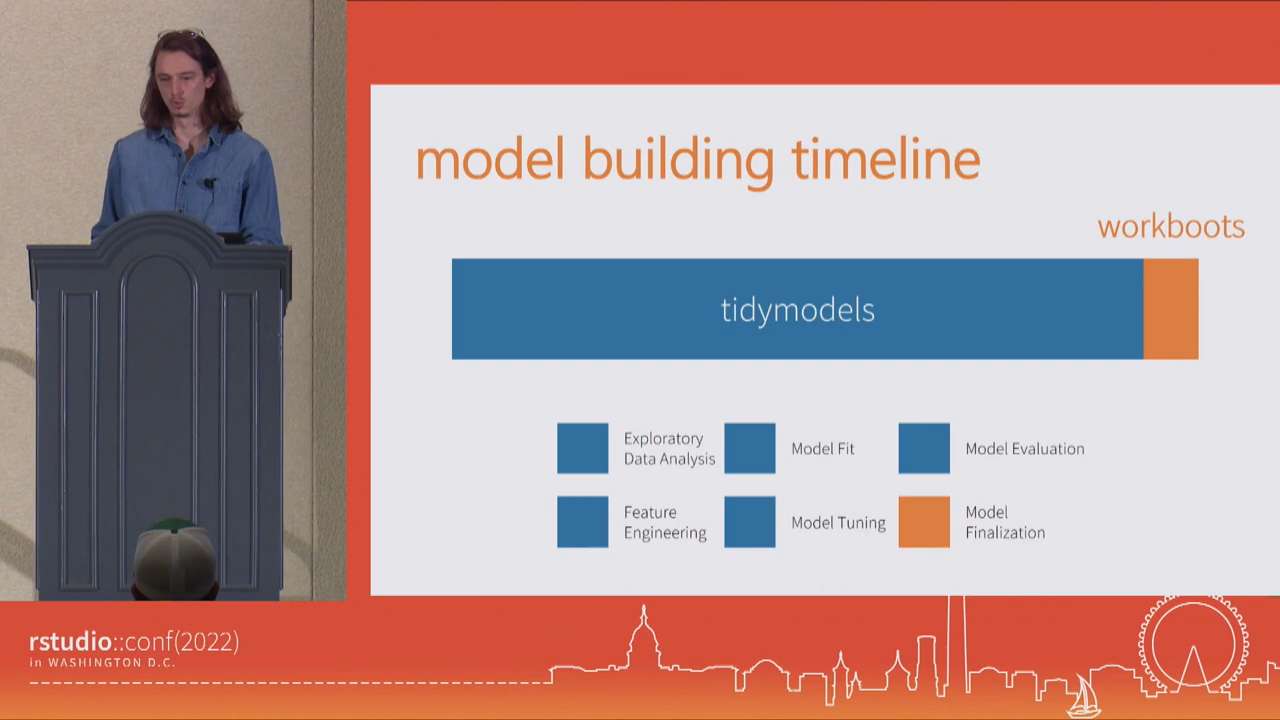 model building timeline
workboots
tidymodels
Exploratory
Data Analysis
Model Fit
Model Evaluation
Feature
Engineering
Model Tuning
Model
Finalization
rstudio::conf(2022)
in WASHINGTON D.C.